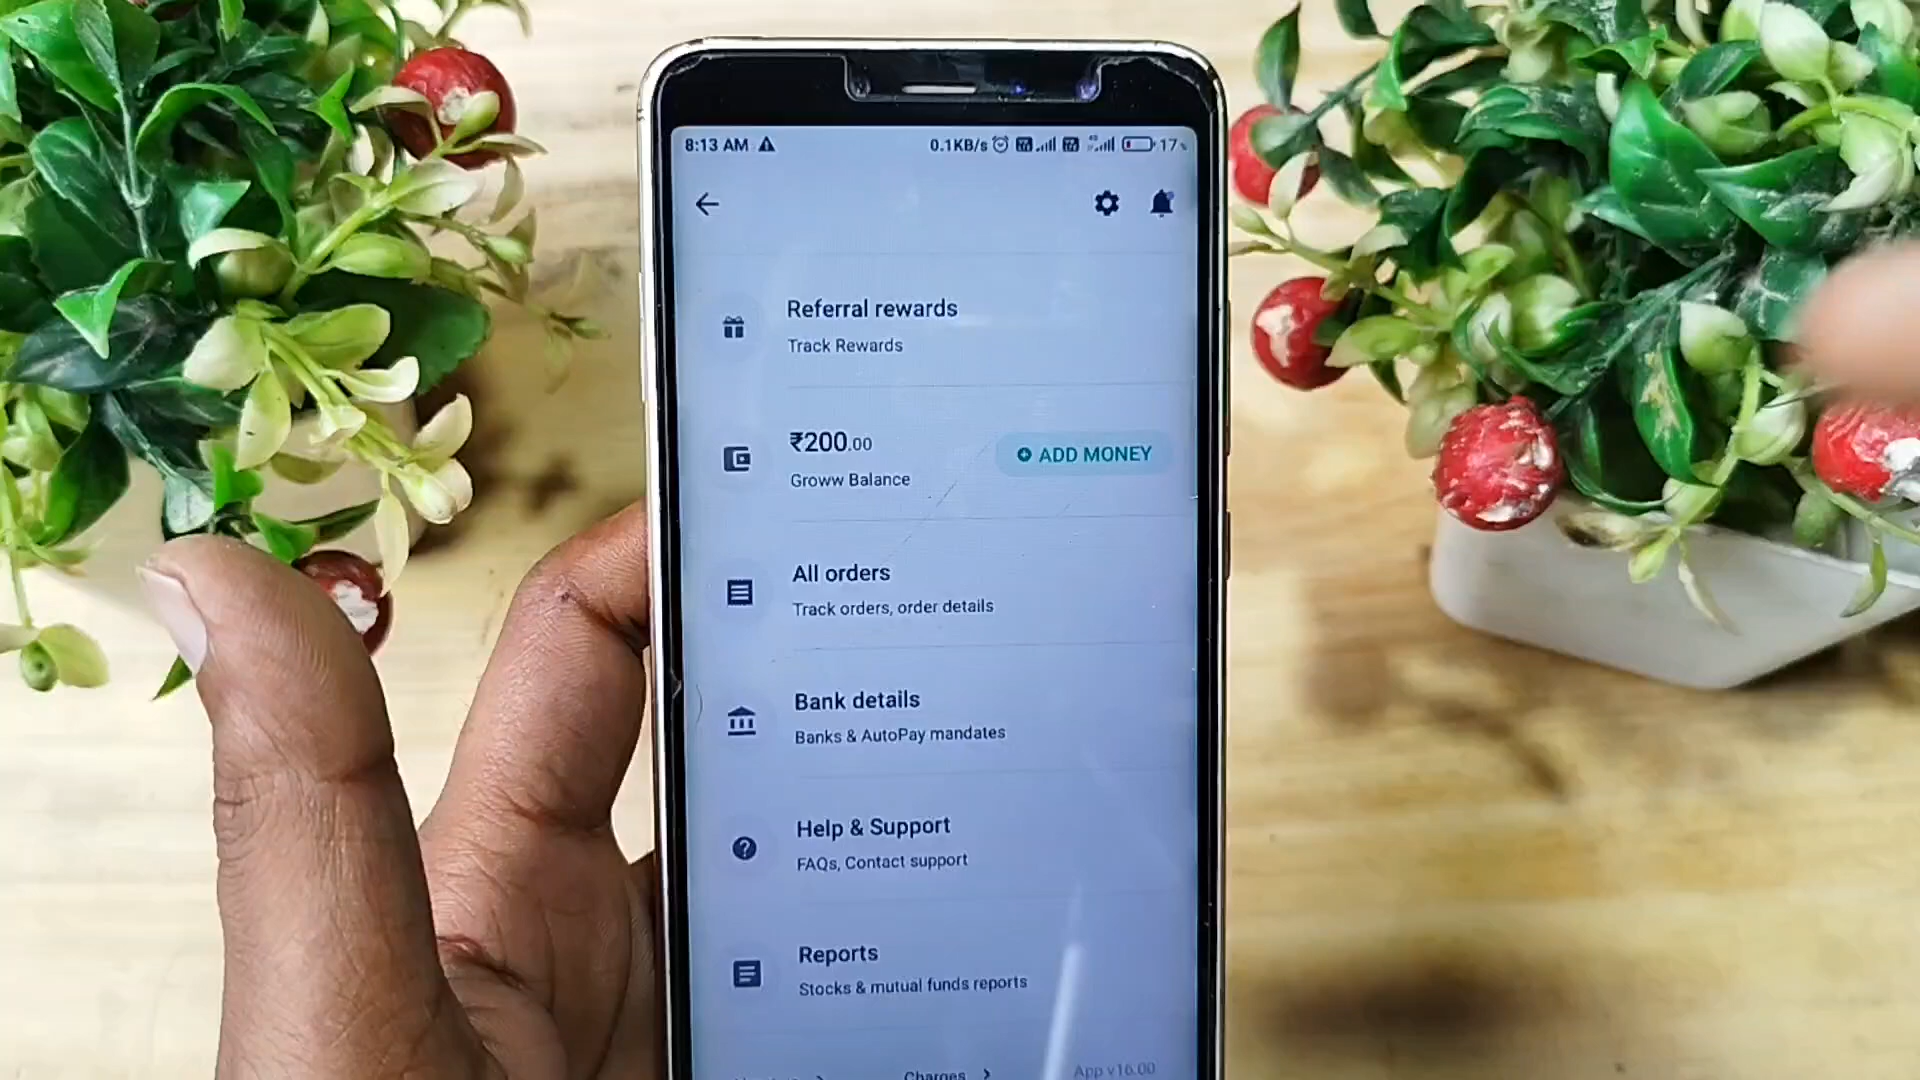 8:13 AM
0.1KB/s
17%
Referral rewards
Track Rewards
₹200.00
ADD MONEY
Groww Balance
All orders
Track orders, order details
Bank details
Banks & AutoPay mandates
Help & Support
FAQs, Contact support
Reports
Stocks & mutual funds reports
Charges
App v16.00